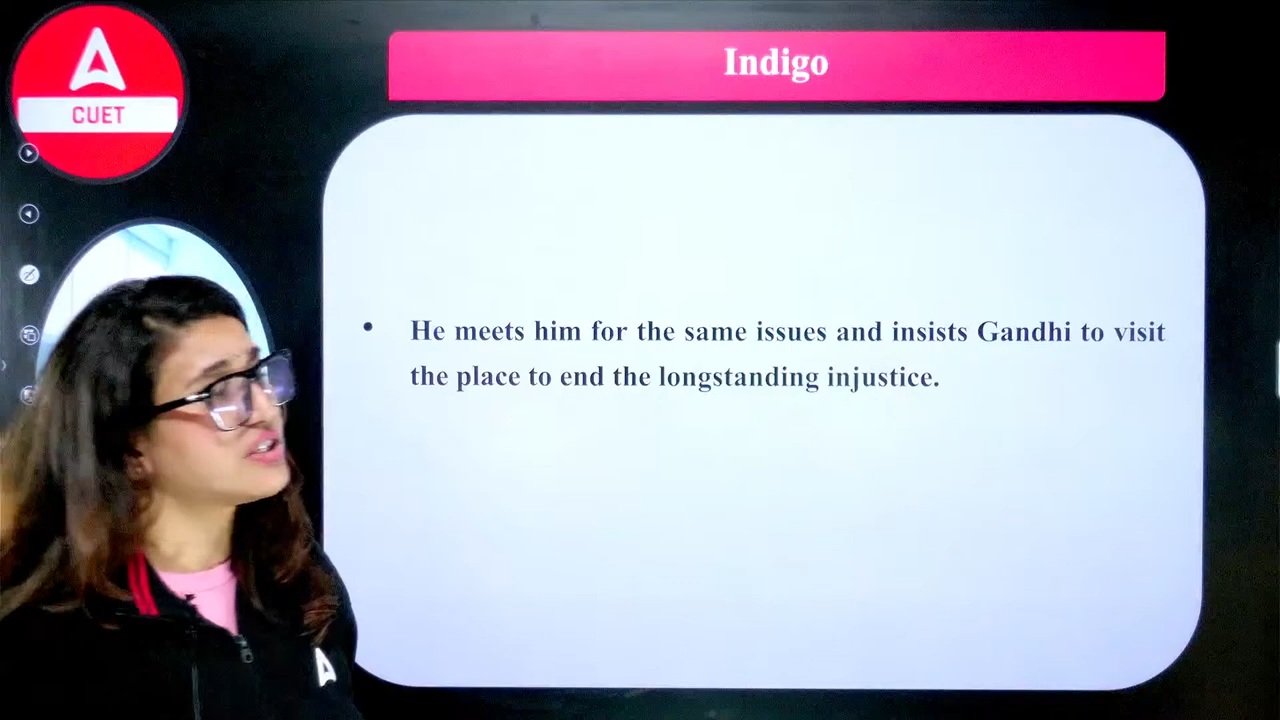 CUET
Indigo
• He meets him for the same issues and insists Gandhi to visit
the place to end the longstanding injustice.